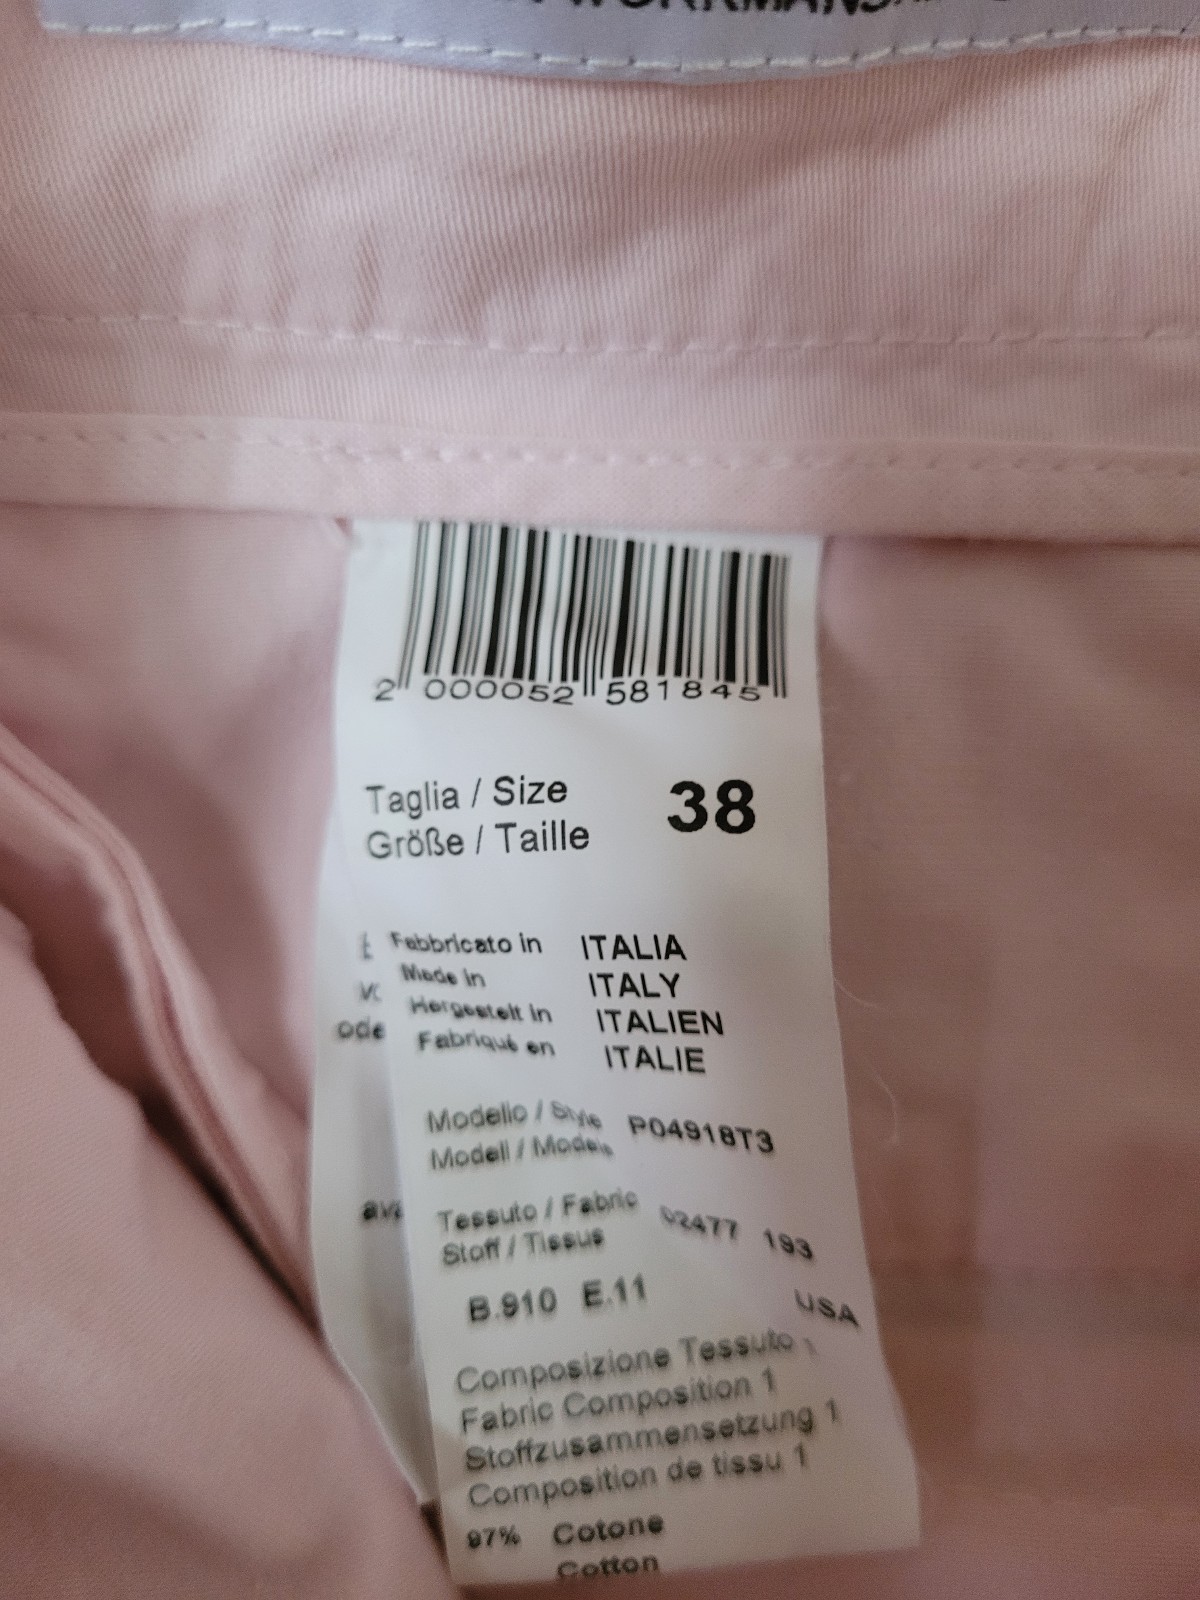 2 000052 581845
Taglia / Size 38
Größe / Taille
Fabbricato in ITALIA
Made in ITALY
Hergestelt in ITALIEN
Fabriqué en ITALIE
ode
Modello / Style P04918T3
Modell / Modele
Tessuto / Fabric 02477 193
Stoff / Tissus
B.910 E.11 USA
Composizione Tessuto 1
Fabric Composition 1
Stoffzusammensetzung 1
Composition de tissu 1
97% Cotone
Cotton